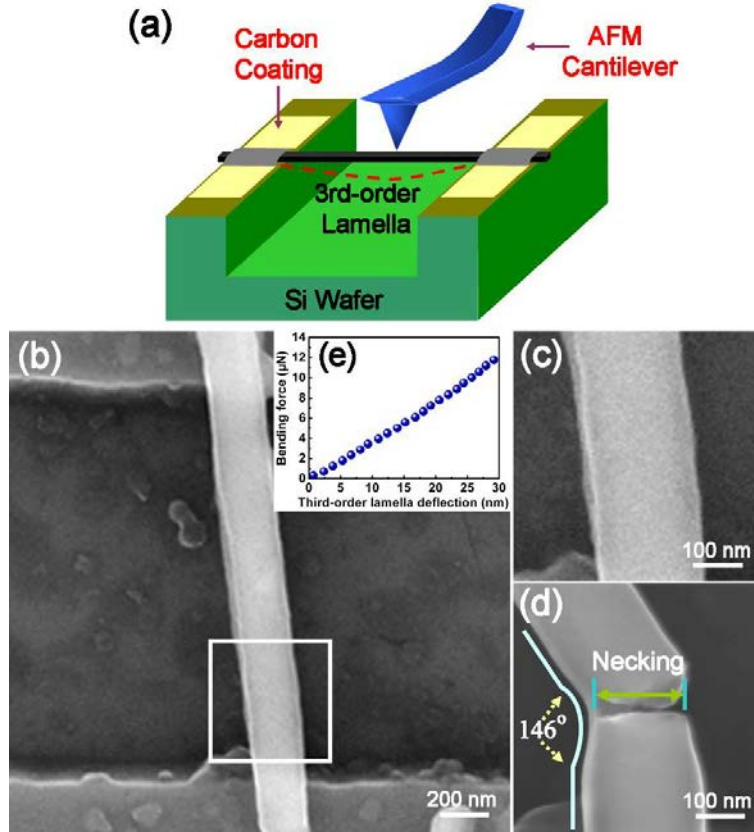 (a)
Carbon
Coating
AFM
Cantilever
3rd-order
Lamella
Si Wafer
(b)
(e)
14
12
10
8
6
4
2
0
Bending force (μN)
0 5 10 15 20 25 30
Third-order lamella deflection (nm)
200 nm
(c)
100 nm
(d)
Necking
146°
100 nm